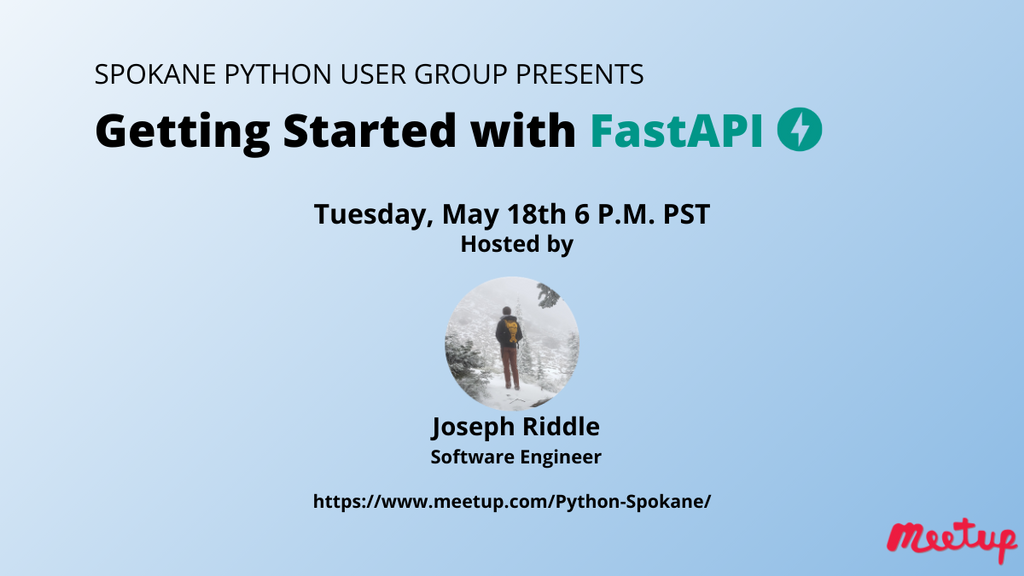 SPOKANE PYTHON USER GROUP PRESENTS
Getting Started with FastAPI
Tuesday, May 18th 6 P.M. PST
Hosted by
Joseph Riddle
Software Engineer
https://www.meetup.com/Python-Spokane/
meetup